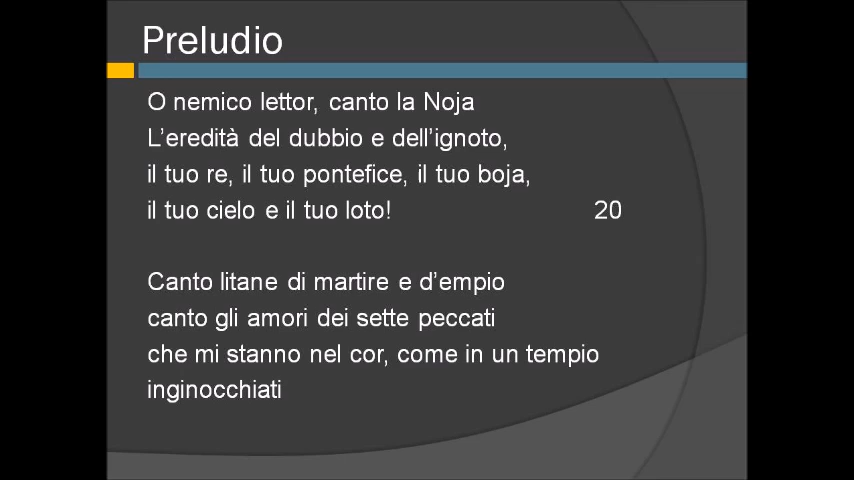 Preludio
O nemico lettor, canto la Noja
L'eredità del dubbio e dell'ignoto,
il tuo re, il tuo pontefice, il tuo boja,
il tuo cielo e il tuo loto! 20
Canto litane di martire e d'empio
canto gli amori dei sette peccati
che mi stanno nel cor, come in un tempio
inginocchiati